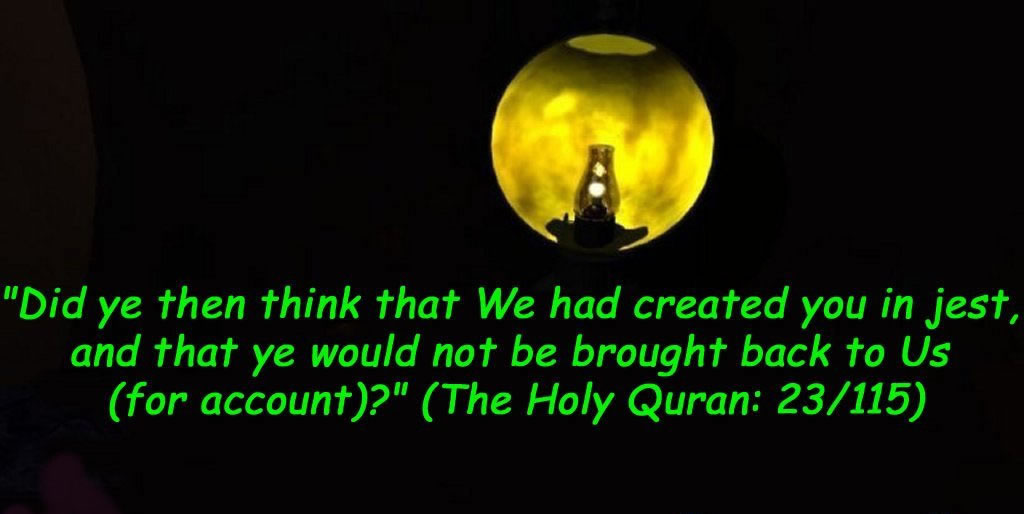 "Did ye then think that We had created you in jest,
and that ye would not be brought back to Us
(for account)?" (The Holy Quran: 23/115)